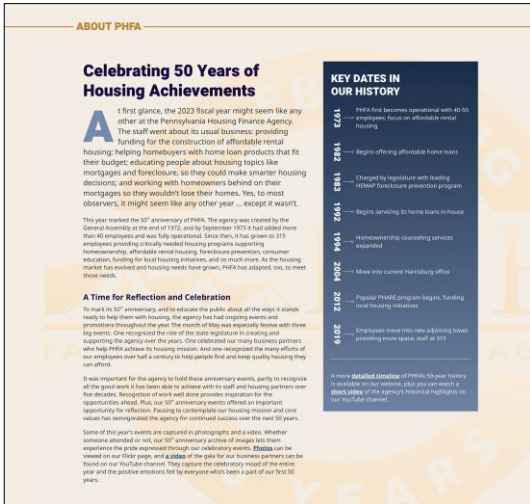 ABOUT PHFA
Celebrating 50 Years of
Housing Achievements
At first glance, the 2023 fiscal year might seem like any
other at the Pennsylvania Housing Finance Agency.
The staff went about its usual business: providing
funding for the construction of affordable rental
housing; helping homebuyers with home loan products that fit
their budget; educating people about housing topics like
mortgages and foreclosure, so they could make smarter housing
decisions; and working with homeowners behind on their
mortgages so they wouldn't lose their homes. Yes, to most
observers, it might seem like any other year ... except it wasn't.
This year marked the 50th anniversary of PHFA. The agency was created by the
General Assembly at the end of 1972, and by September 1973 it had added more
than 40 employees and was fully operational. Since then, it has grown to 315
employees providing critically needed housing programs supporting
homeownership, affordable rental housing, foreclosure prevention, consumer
education, funding for local initiatives, and so much more. As the housing
market has evolved and housing needs have grown, PHFA has adapted, too, to meet
those needs.
A Time for Reflection and Celebration
To mark its 50th anniversary, and to educate the public about all the ways it stands
ready to help them with housing, the agency has had ongoing events and
promotions throughout the year. The month of May was especially festive with three
big events. One recognized the role of the state legislature in creating and
supporting the agency over the years. One celebrated our many business partners
who help PHFA achieve its housing mission. And one recognized the many efforts of
our employees over half a century to help people find and keep quality housing they
can afford.
It was important for the agency to hold these anniversary events, partly to recognize
all the good work it has been able to achieve with its staff and housing partners over
five decades. Recognition of work well done provides inspiration for the
opportunities ahead. Plus, our 50th anniversary events offered an important
opportunity for reflection. Pausing to contemplate our housing mission and core
values has reinvigorated the agency for continued success over the next 50 years.
Some of this year's events are captured in photographs and a video. Whether
someone attended or not, our 50th anniversary archive of images lets them
experience the pride expressed through our celebratory events. Photos can be
viewed on our Flickr page, and a video of the gala for our business partners can be
found on our YouTube channel. They capture the celebratory mood of the entire
year and the positive emotions felt by everyone who's been a part of our first 50
years.
KEY DATES IN
OUR HISTORY
1973 PHFA first becomes operational with 40-50
employees; focus on affordable rental
housing
1982 Begins offering affordable home loans
1983 Charged by legislature with leading
HEMAP foreclosure prevention program
1992 Begins servicing its home loans in-house
1994 Homeownership counseling services
expanded
2004 Move into current Harrisburg office
2012 Popular PHARE program begins, funding
local housing initiatives
2019 Employees move into new adjoining tower,
providing more space; staff at 313
A more detailed timeline of PHFA's 50-year history
is available on our website, plus you can watch a
short video of the agency's historical highlights on
our YouTube channel.
YEARS